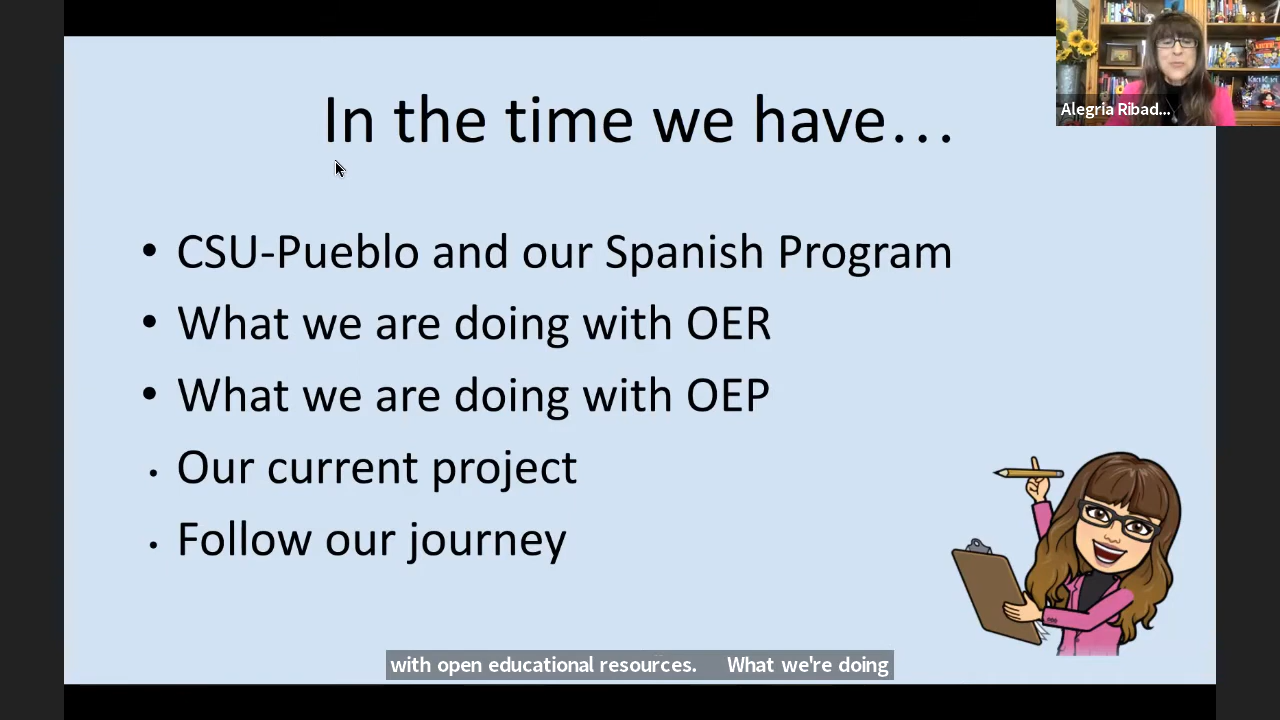 In the time we have…
Alegria Ribad...
• CSU-Pueblo and our Spanish Program
• What we are doing with OER
• What we are doing with OEP
• Our current project
• Follow our journey
with open educational resources. What we're doing